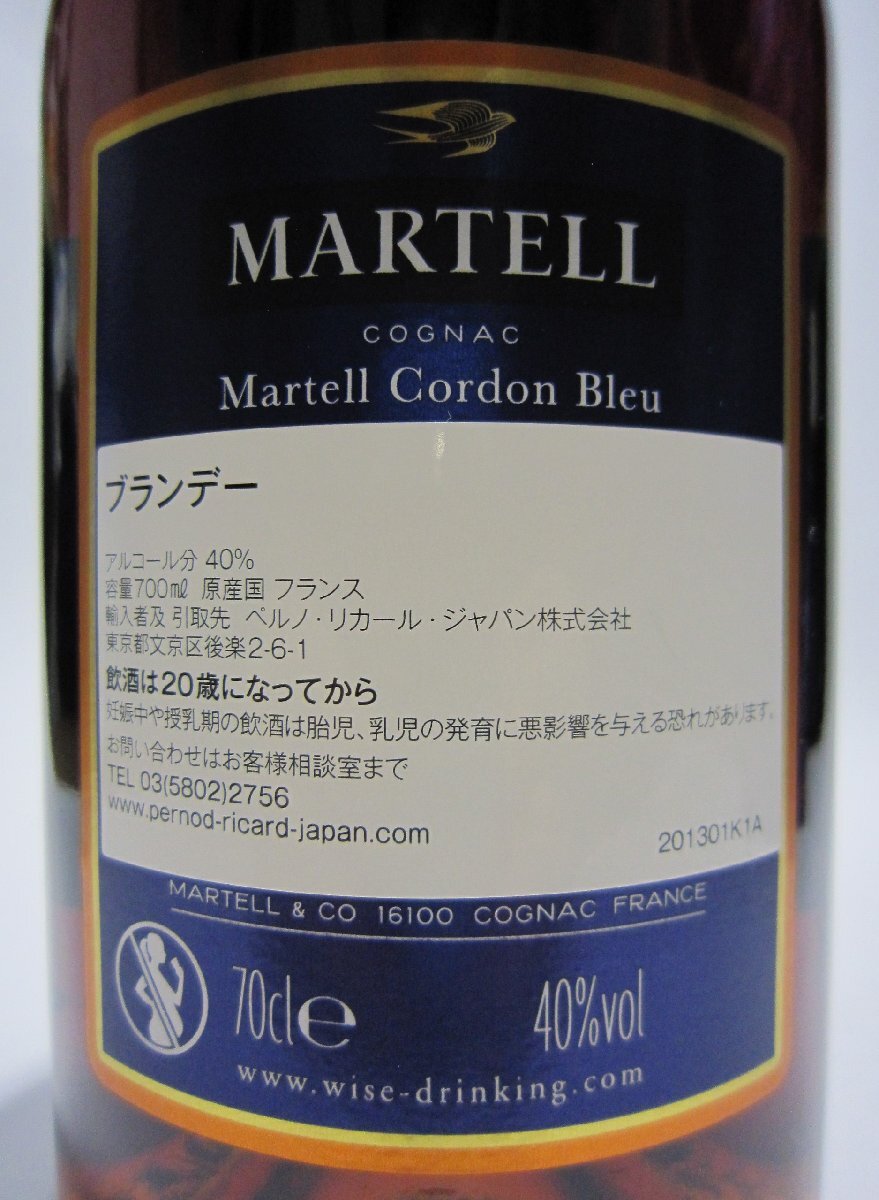 MARTELL
COGNAC
Martell Cordon Bleu
ブランデー
アルコール分 40%
容量700mℓ 原産国 フランス
輸入者及 引取先 ペルノ・リカール・ジャパン株式会社
東京都文京区後楽2-6-1
飲酒は20歳になってから
妊娠中や授乳期の飲酒は胎児、乳児の発育に悪影響を与える恐れがあります。
お問い合わせはお客様相談室まで
TEL 03(5802)2756
www.pernod-ricard-japan.com
201301K1A
MARTELL & CO 16100 COGNAC FRANCE
70cl℮ 40%vol
www.wise-drinking.com